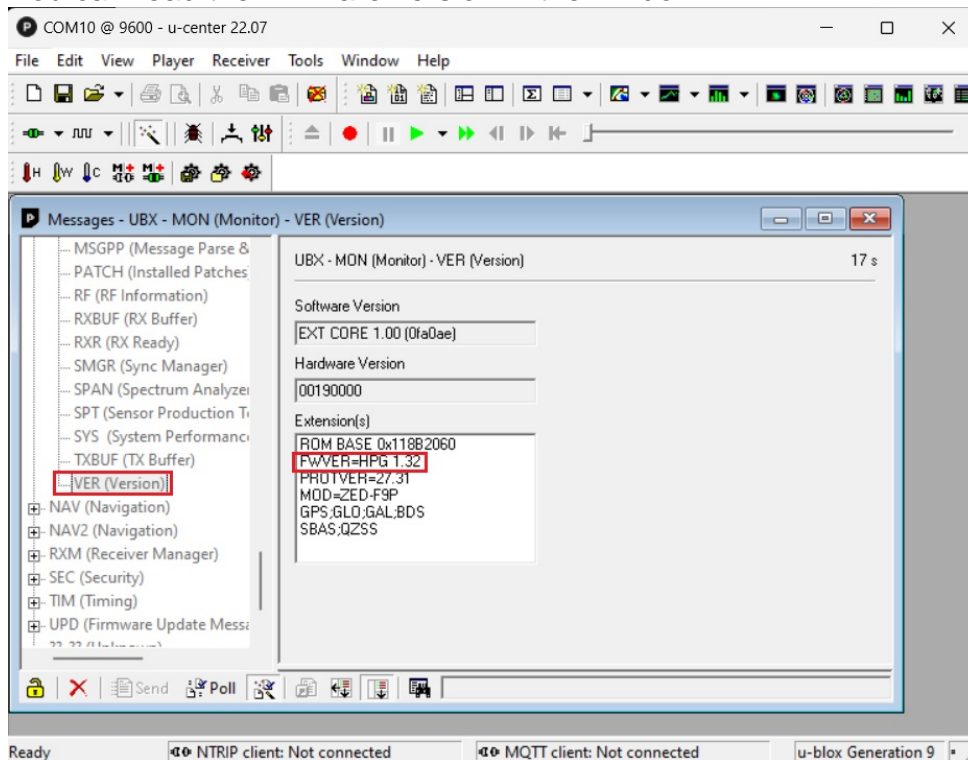 COM10 @ 9600 - u-center 22.07
File Edit View Player Receiver Tools Window Help
H W C
Messages - UBX - MON (Monitor) - VER (Version)
MSGPP (Message Parse &
PATCH (Installed Patches)
RF (RF Information)
RXBUF (RX Buffer)
RXR (RX Ready)
SMGR (Sync Manager)
SPAN (Spectrum Analyzer
SPT (Sensor Production T
SYS (System Performance
TXBUF (TX Buffer)
VER (Version)
NAV (Navigation)
NAV2 (Navigation)
RXM (Receiver Manager)
SEC (Security)
TIM (Timing)
UPD (Firmware Update Messa
UBX - MON (Monitor) - VER (Version) 17 s
Software Version
EXT CORE 1.00 (0fa0ae)
Hardware Version
00190000
Extension(s)
ROM BASE 0x118B2060
FWVER=HPG 1.32
PROTVER=27.31
MOD=ZED-F9P
GPS;GLO;GAL;BDS
SBAS;QZSS
Send Poll
Ready NTRIP client: Not connected MQTT client: Not connected u-blox Generation 9